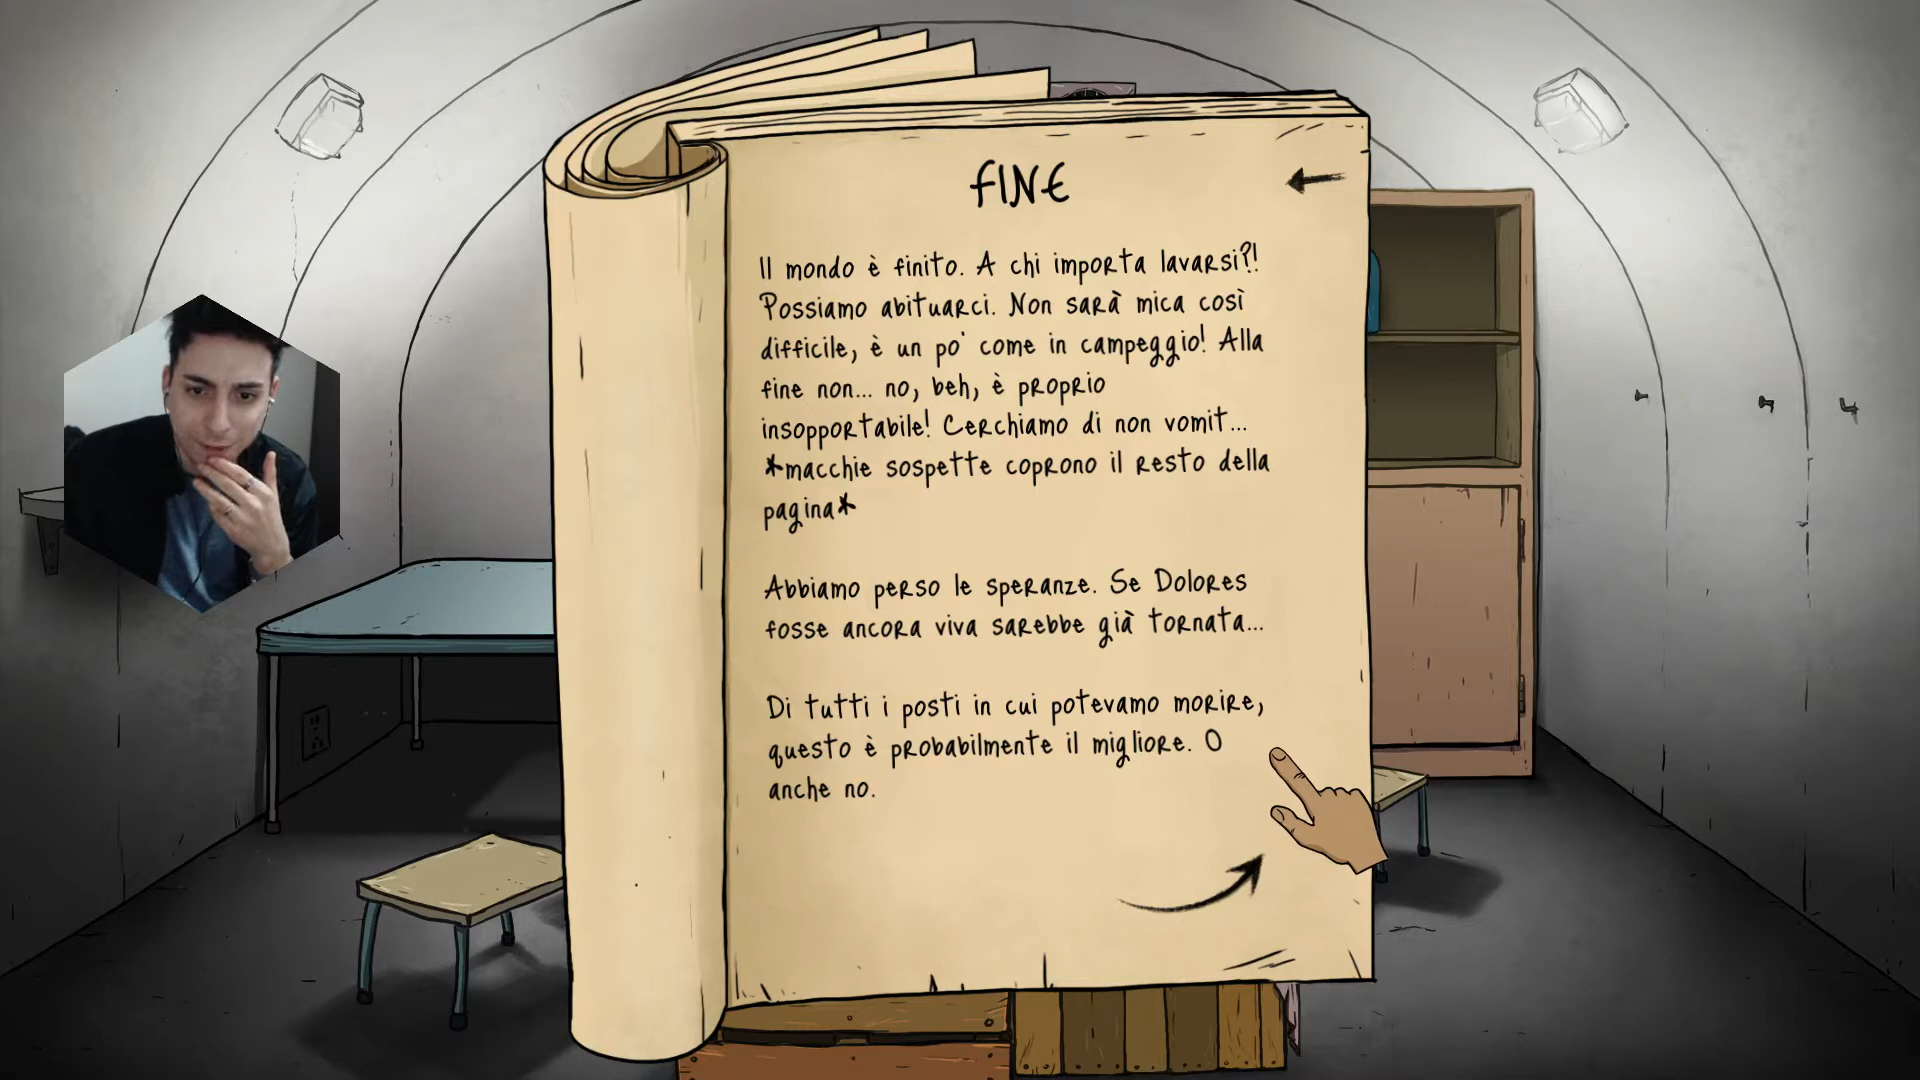 FINE
Il mondo è finito. A chi importa lavarsi?!
Possiamo abituarci. Non sarà mica così
difficile, è un po' come in campeggio! Alla
fine non... no, beh, è proprio
insopportabile! Cerchiamo di non vomit...
*macchie sospette coprono il resto della
pagina*
Abbiamo perso le speranze. Se Dolores
fosse ancora viva sarebbe già tornata...
Di tutti i posti in cui potevamo morire,
questo è probabilmente il migliore. O
anche no.